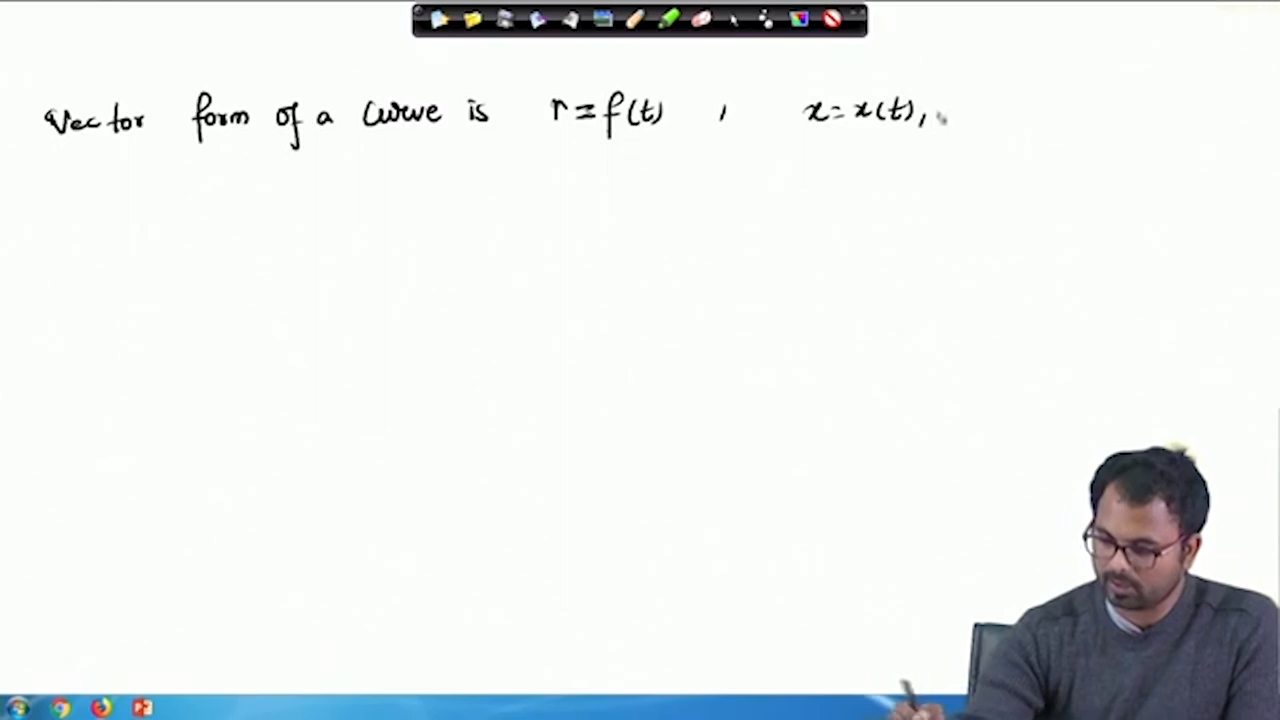 Vector form of a curve is r = f(t) , x = x(t),